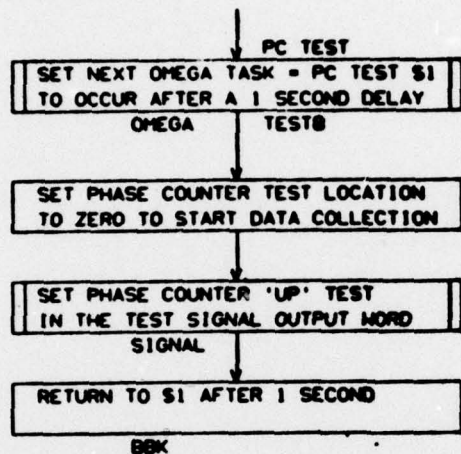 PC TEST
SET NEXT OMEGA TASK = PC TEST $1
TO OCCUR AFTER A 1 SECOND DELAY
OMEGA TEST8
SET PHASE COUNTER TEST LOCATION
TO ZERO TO START DATA COLLECTION
SET PHASE COUNTER 'UP' TEST
IN THE TEST SIGNAL OUTPUT WORD
SIGNAL
RETURN TO $1 AFTER 1 SECOND
BBK